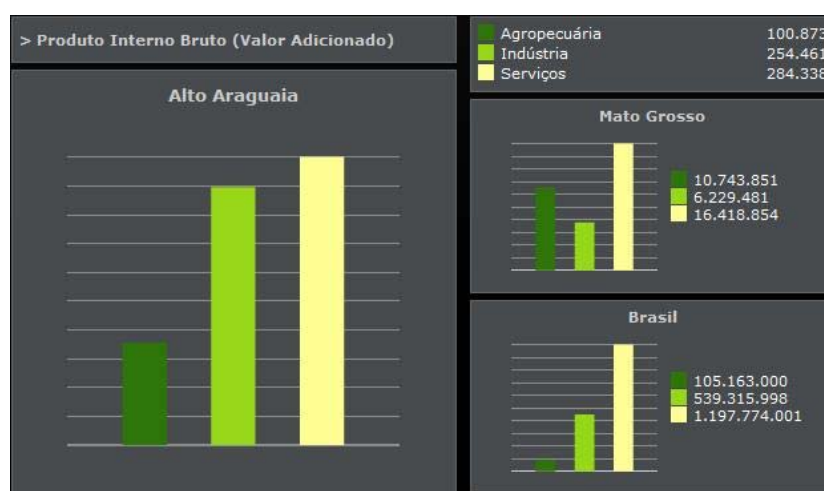 > Produto Interno Bruto (Valor Adicionado)
Alto Araguaia
Agropecuária 100.873
Indústria 254.461
Serviços 284.338
Mato Grosso
10.743.851
6.229.481
16.418.854
Brasil
105.163.000
539.315.998
1.197.774.001